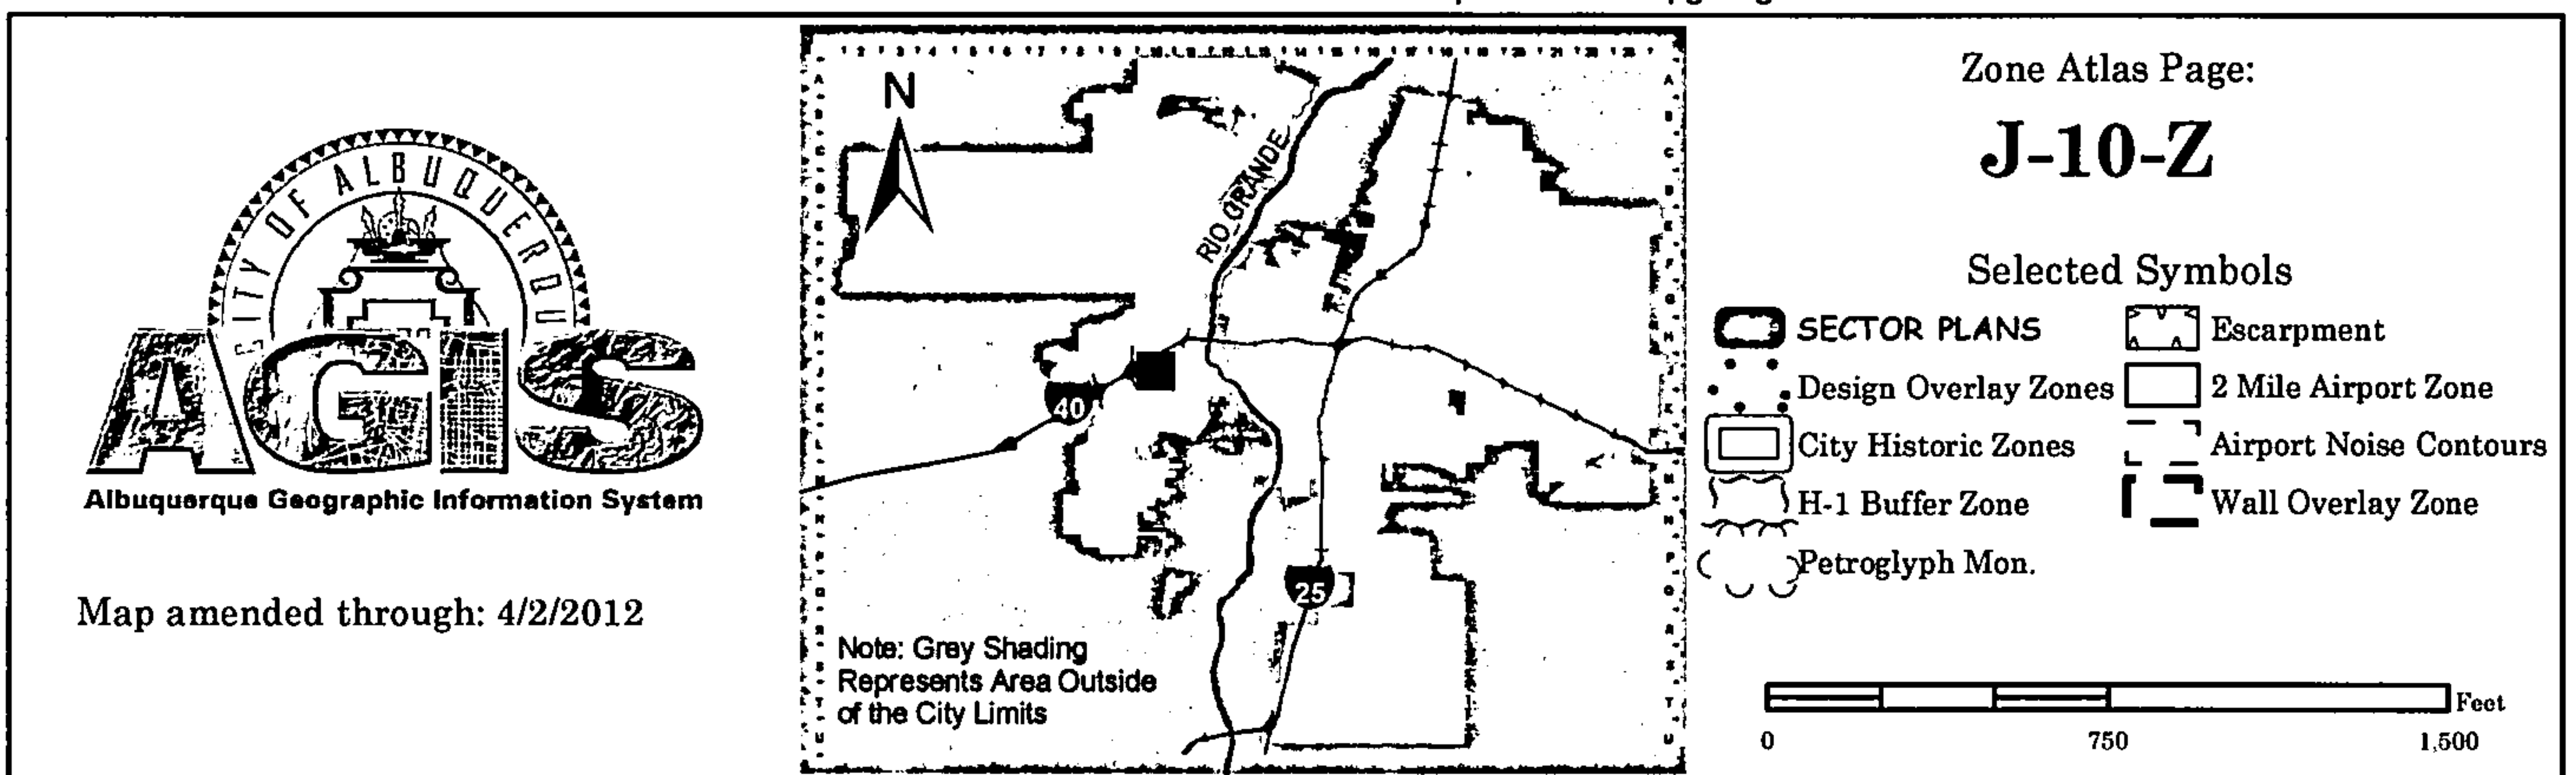 CITY OF ALBUQUERQUE
AGIS
Albuquerque Geographic Information System
Map amended through: 4/2/2012
N
RIO GRANDE
40
25
Note: Grey Shading
Represents Area Outside
of the City Limits
Zone Atlas Page:
J-10-Z
Selected Symbols
SECTOR PLANS
Escarpment
Design Overlay Zones
2 Mile Airport Zone
City Historic Zones
Airport Noise Contours
H-1 Buffer Zone
Wall Overlay Zone
Petroglyph Mon.
Feet
0 750 1,500